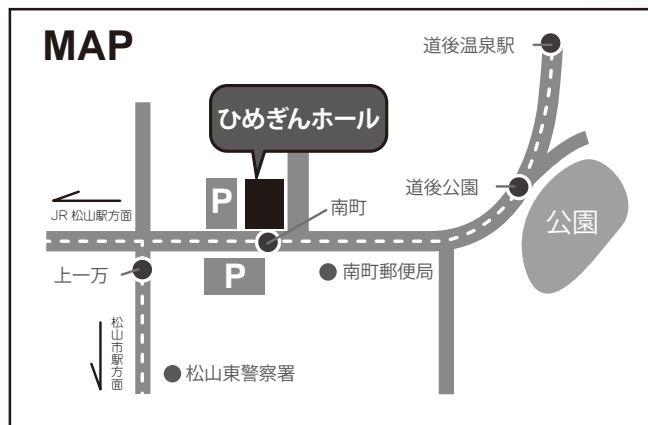 MAP
道後温泉駅
ひめぎんホール
道後公園
P
南町
JR 松山駅方面
公園
上一万
P
南町郵便局
松山市駅方面
松山東警察署